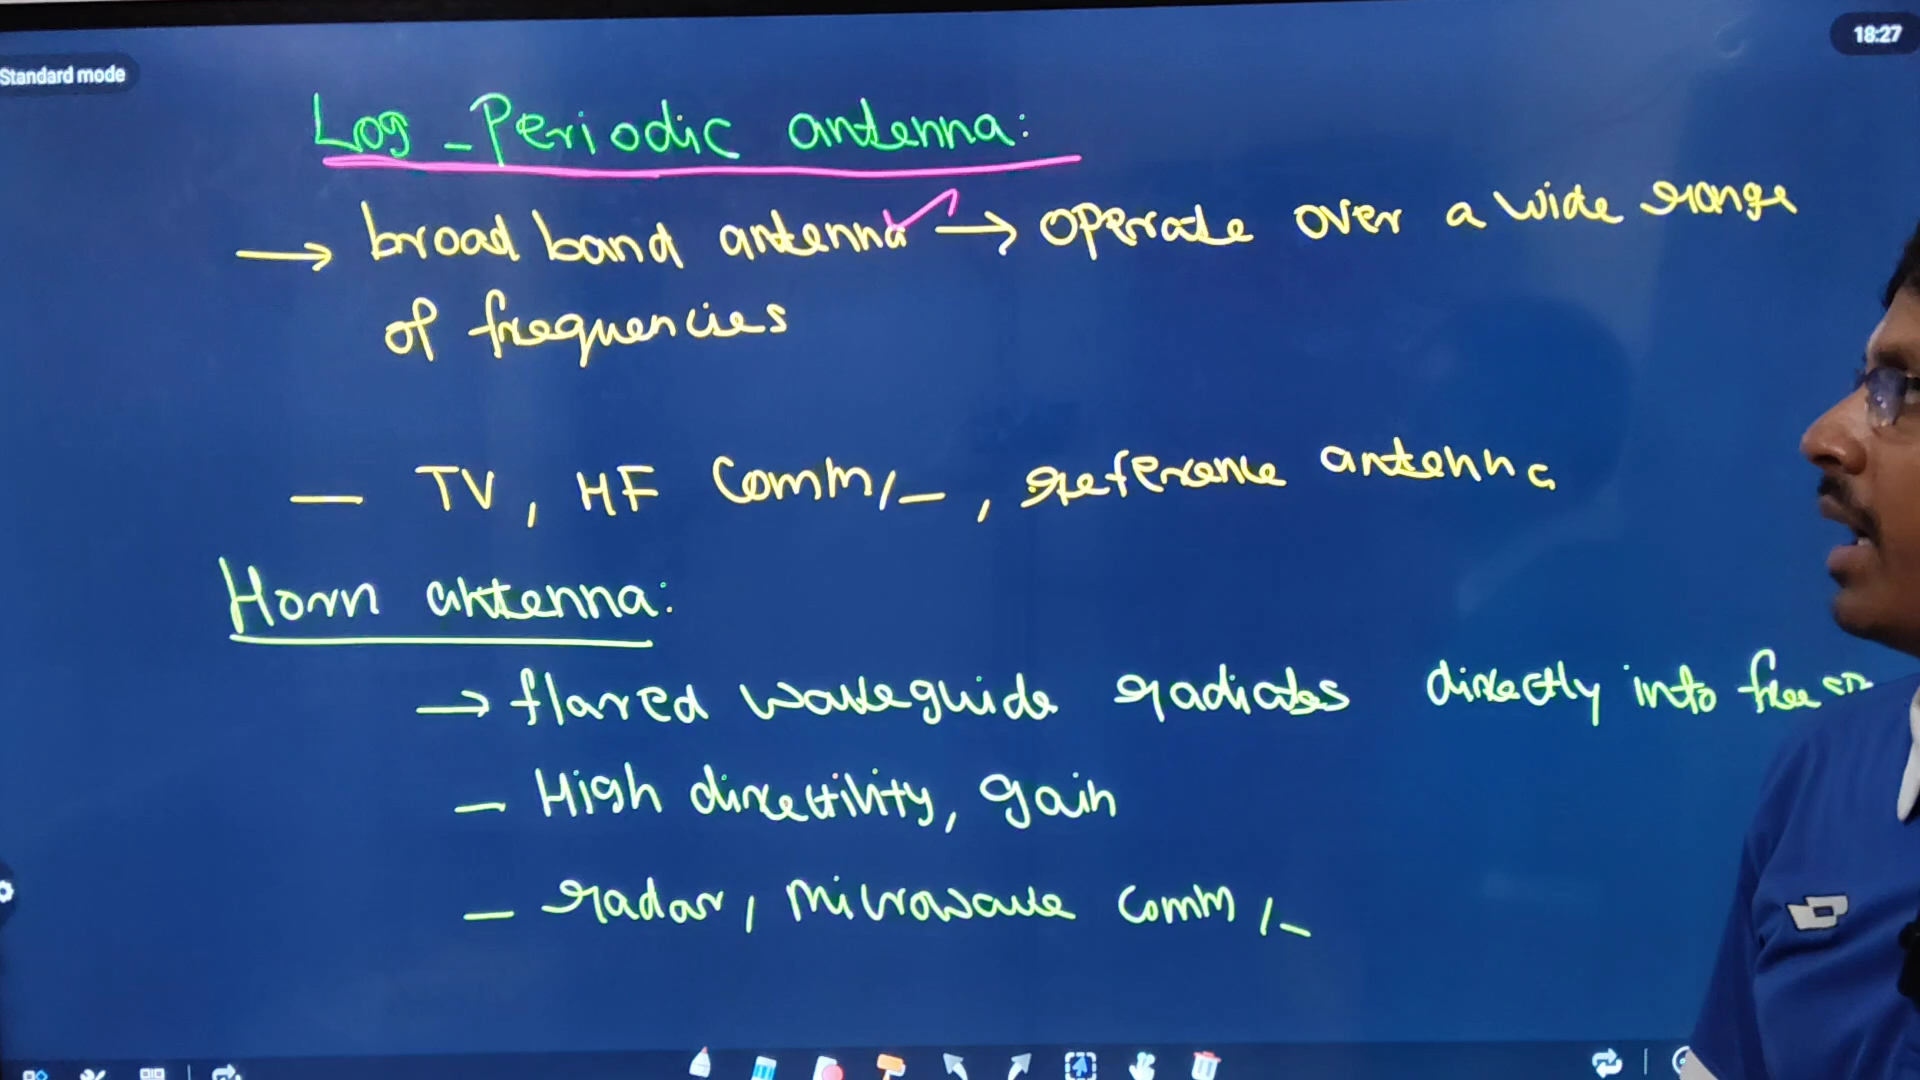 18:27
Standard mode
Log-Periodic antenna:
→ broad band antenna → operate over a wide range
of frequencies
— TV, HF Comm/–, reference antenna
Horn antenna:
→ flared waveguide radiates directly into free
— High directivity, gain
— radar, Microwave Comm/–